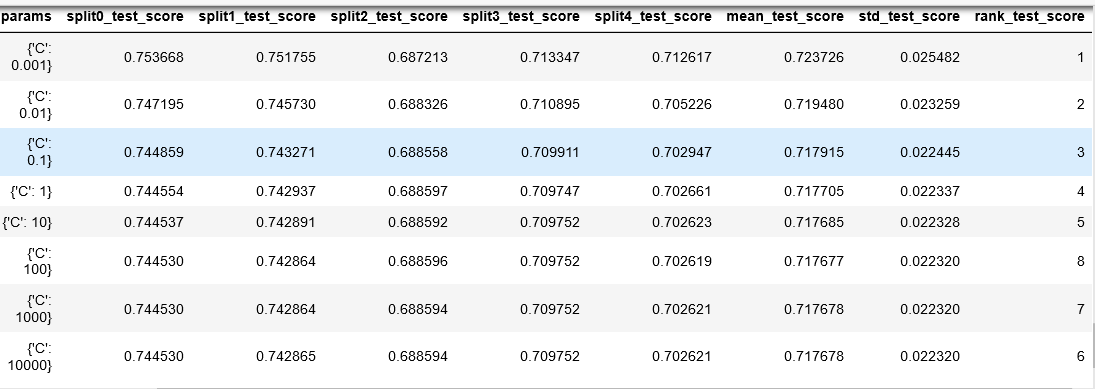 params split0_test_score split1_test_score split2_test_score split3_test_score split4_test_score mean_test_score std_test_score rank_test_score
{'C':
0.001} 0.753668 0.751755 0.687213 0.713347 0.712617 0.723726 0.025482 1
{'C':
0.01} 0.747195 0.745730 0.688326 0.710895 0.705226 0.719480 0.023259 2
{'C':
0.1} 0.744859 0.743271 0.688558 0.709911 0.702947 0.717915 0.022445 3
{'C': 1} 0.744554 0.742937 0.688597 0.709747 0.702661 0.717705 0.022337 4
{'C': 10} 0.744537 0.742891 0.688592 0.709752 0.702623 0.717685 0.022328 5
{'C':
100} 0.744530 0.742864 0.688596 0.709752 0.702619 0.717677 0.022320 8
{'C':
1000} 0.744530 0.742864 0.688594 0.709752 0.702621 0.717678 0.022320 7
{'C':
10000} 0.744530 0.742865 0.688594 0.709752 0.702621 0.717678 0.022320 6